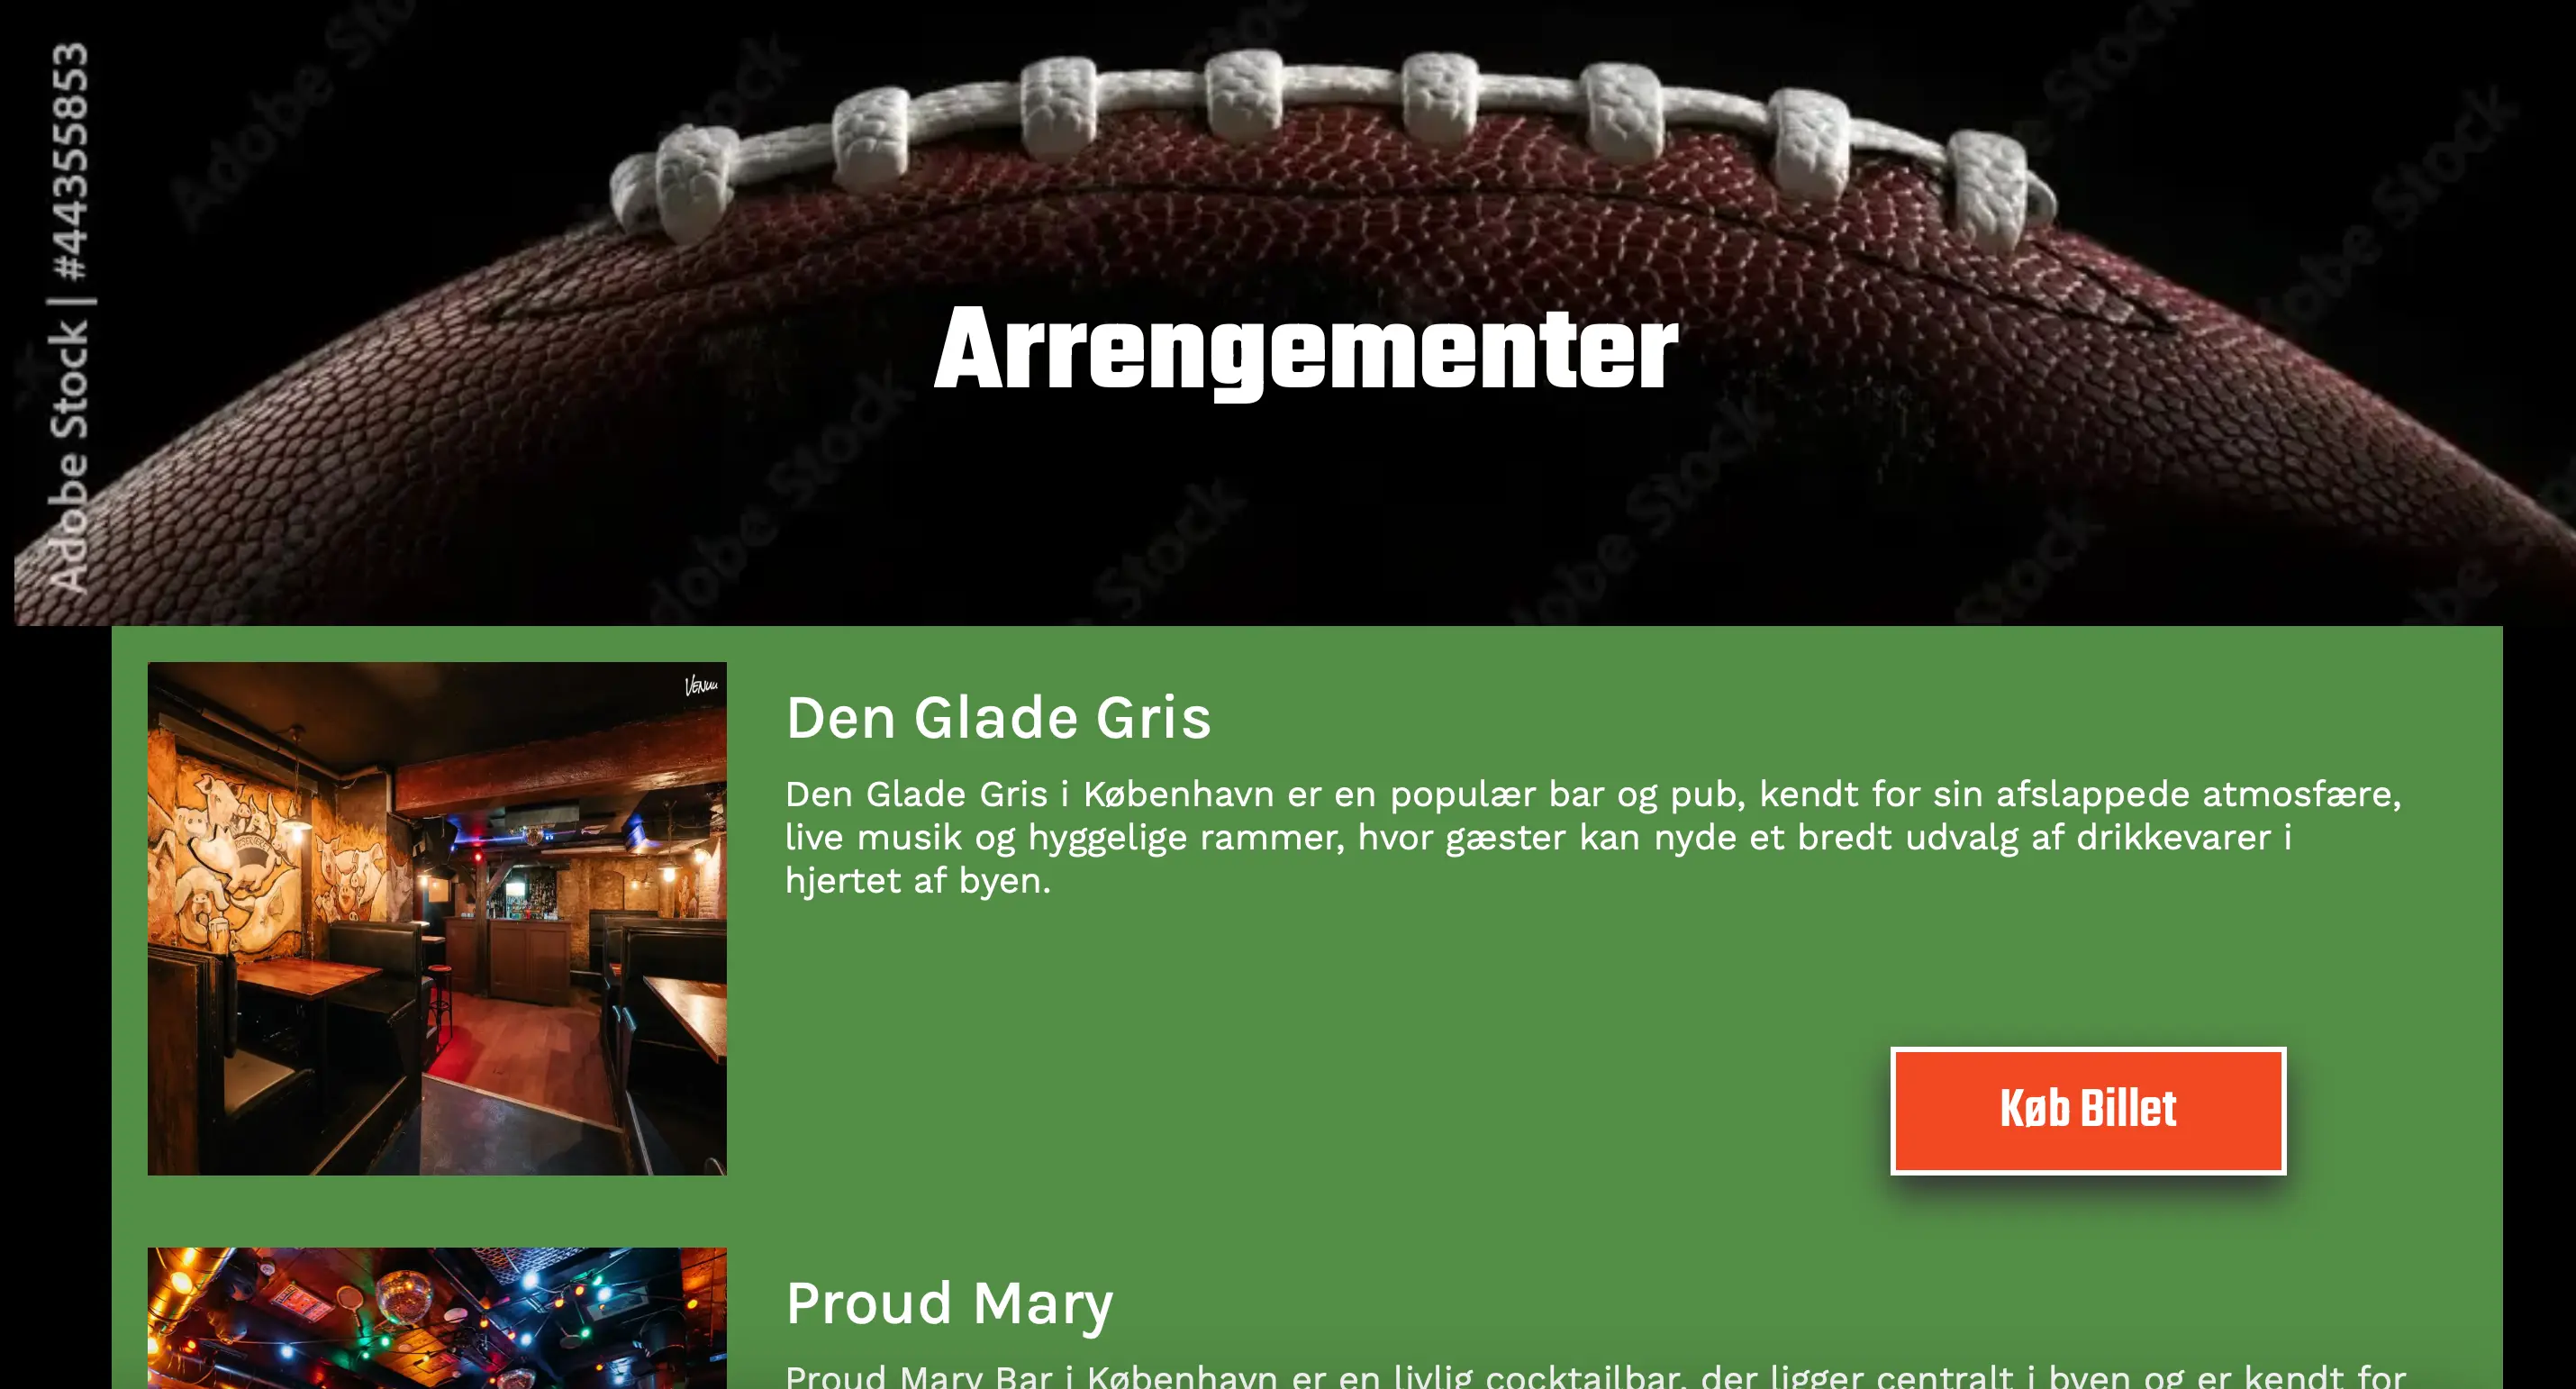 Adobe Stock | #443555853
Arrengementer
VENUU
Den Glade Gris
Den Glade Gris i København er en populær bar og pub, kendt for sin afslappede atmosfære,
live musik og hyggelige rammer, hvor gæster kan nyde et bredt udvalg af drikkevarer i
hjertet af byen.
Køb Billet
Proud Mary
Proud Mary Bar i København er en livlig cocktailbar, der ligger centralt i byen og er kendt for